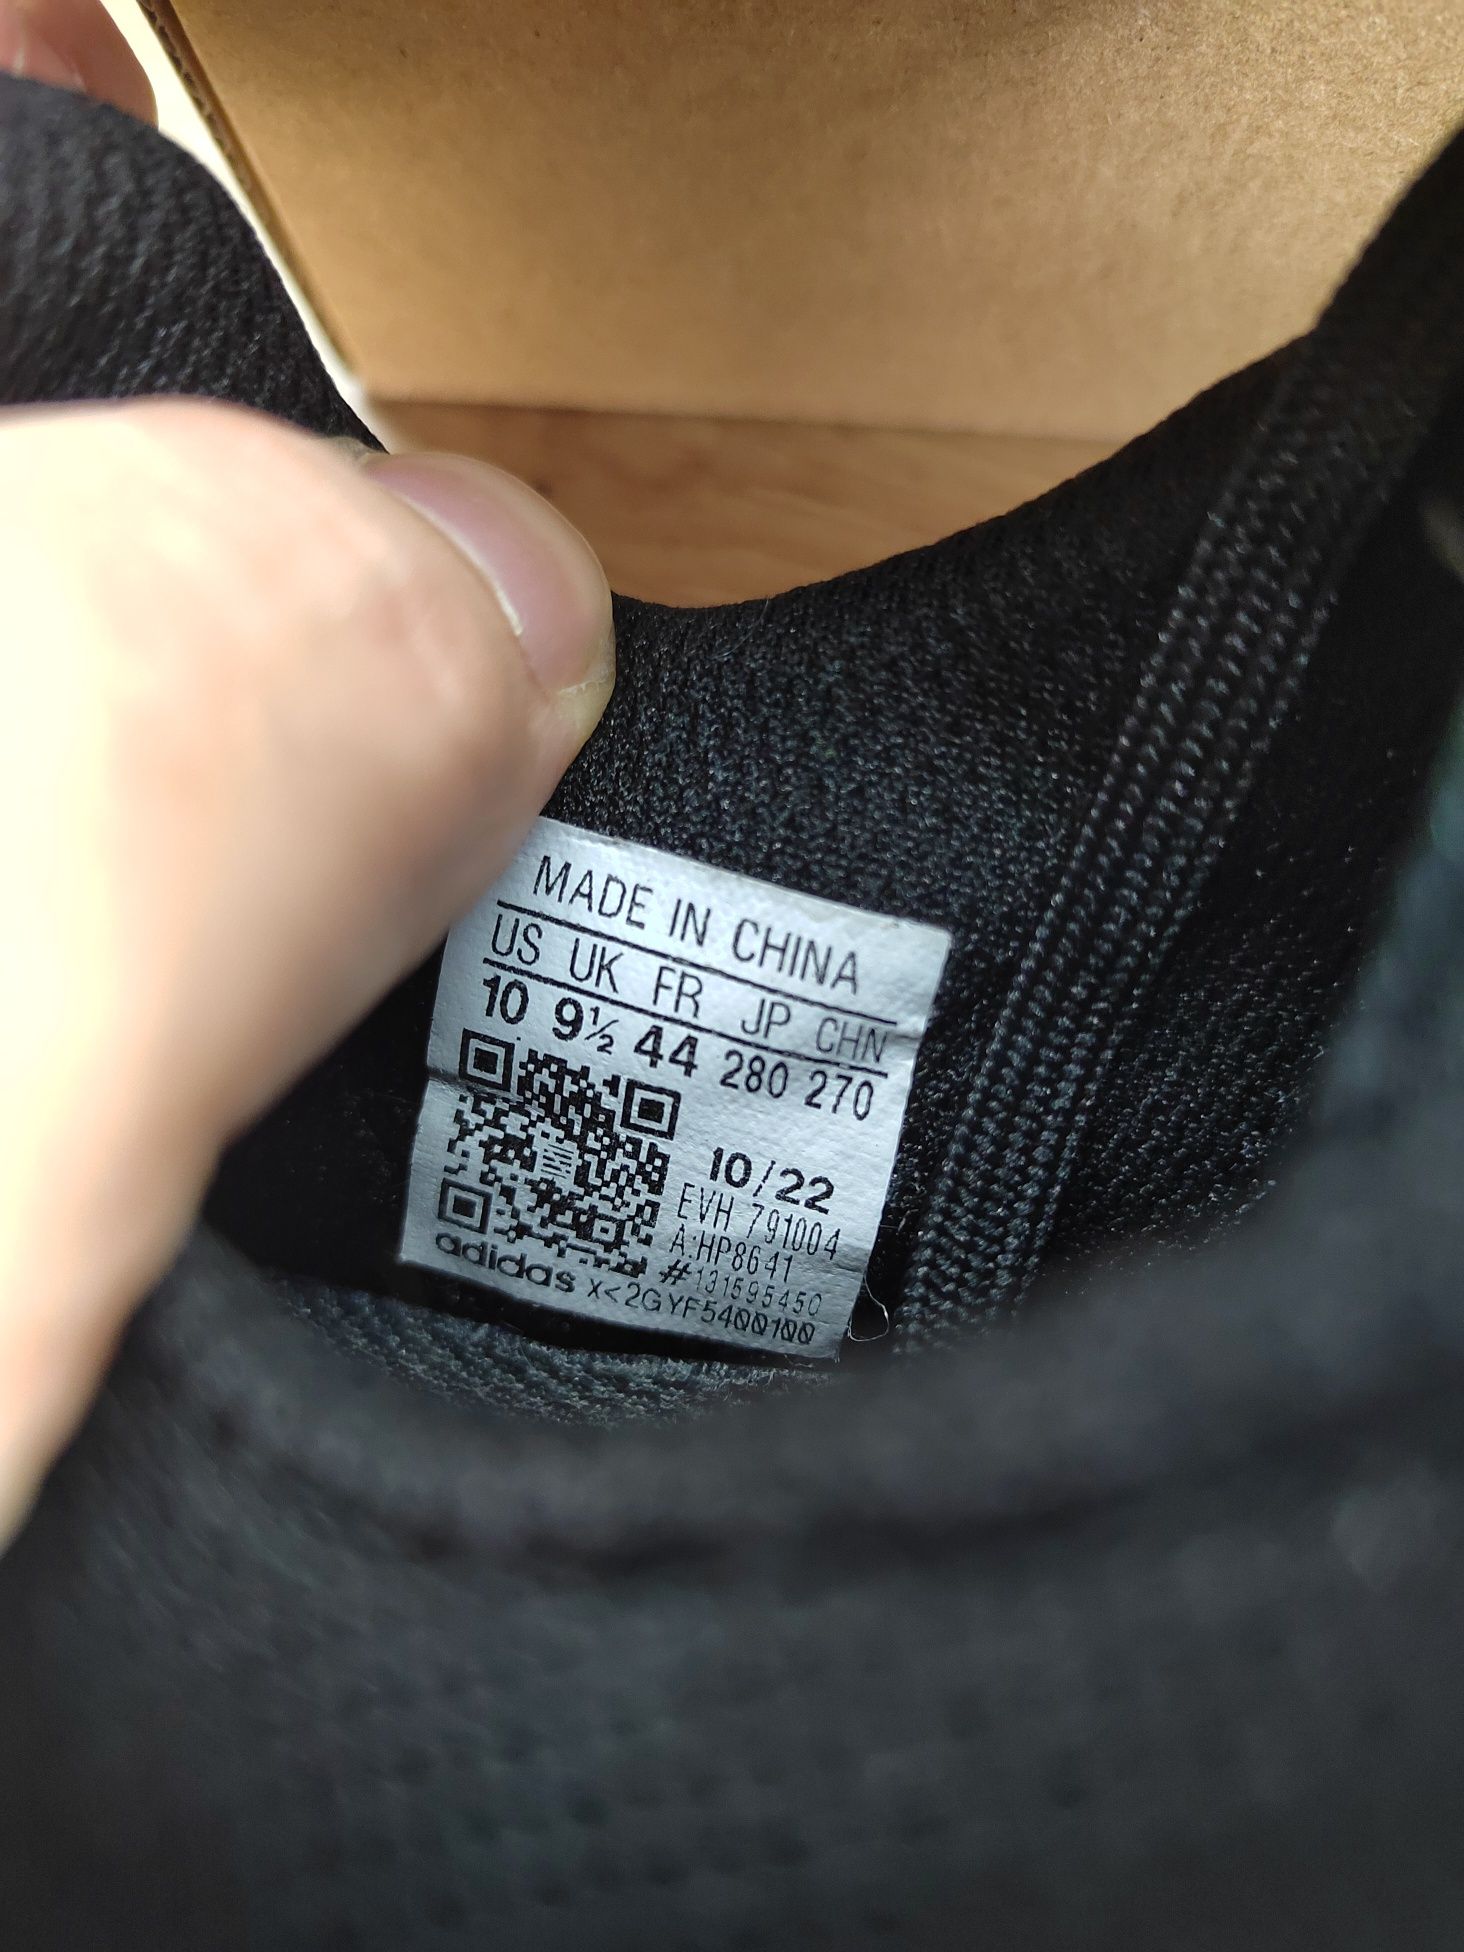 MADE IN CHINA
US UK FR JP CHN
10 9½ 44 280 270
10/22
EVH 791004
A:HP8641
#131595450
adidas X<2GYF5400100